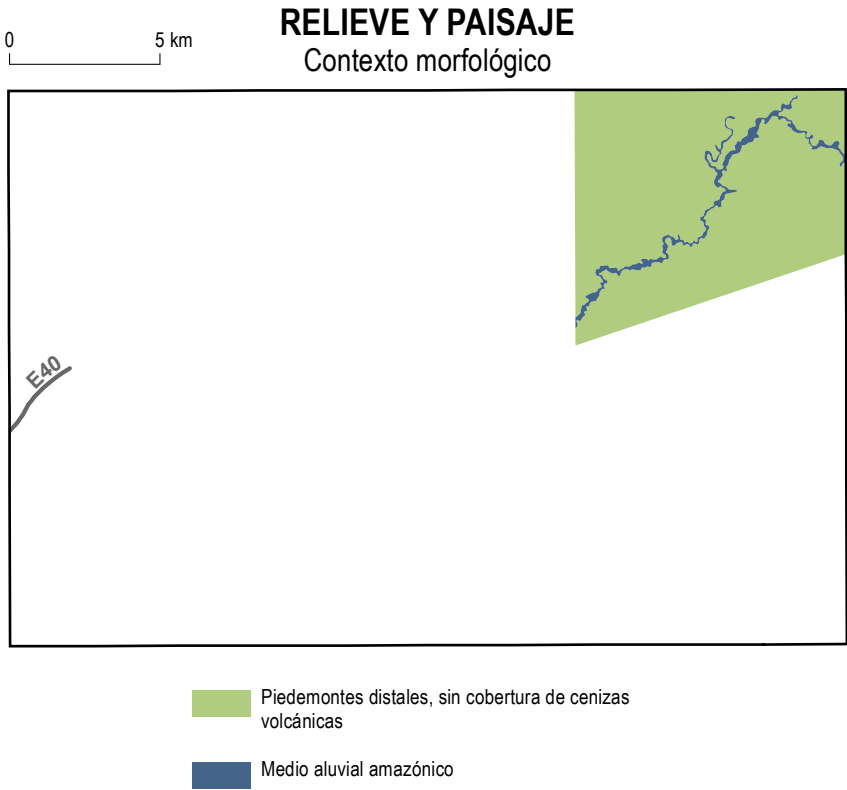 RELIEVE Y PAISAJE
Contexto morfológico
0 5 km
E40
Piedemontes distales, sin cobertura de cenizas
volcánicas
Medio aluvial amazónico